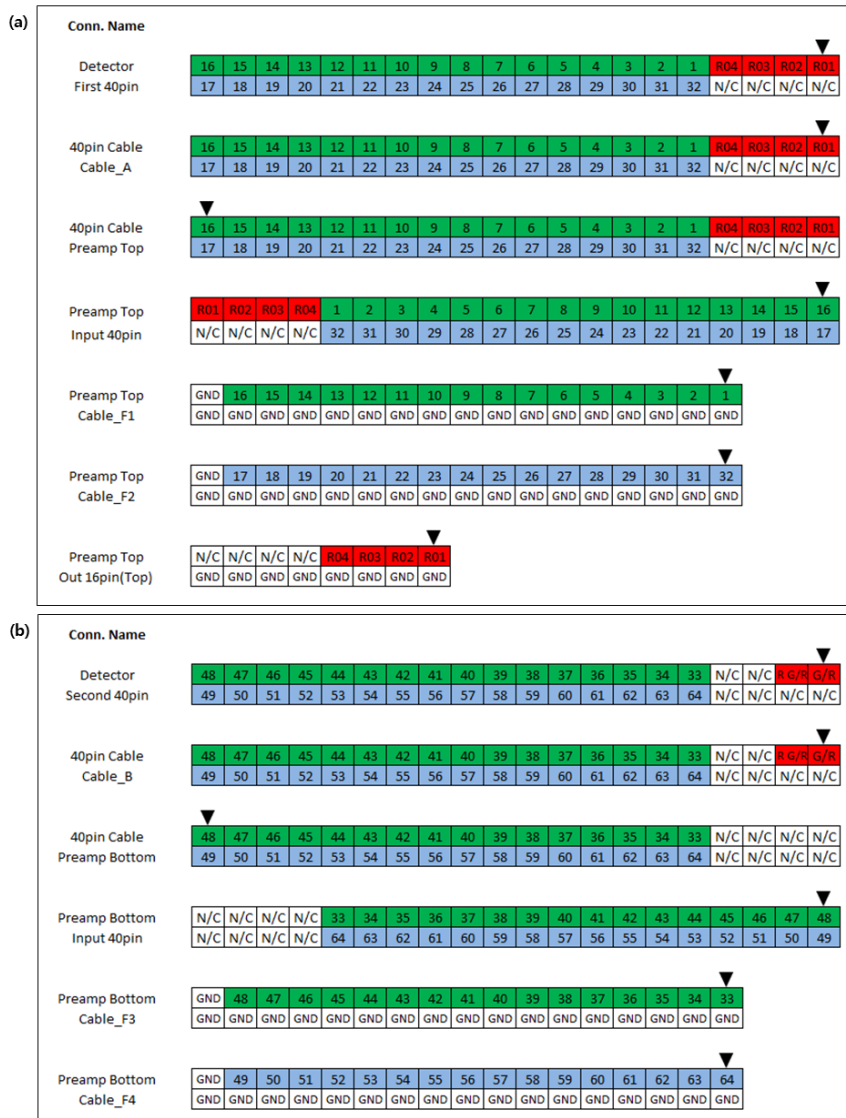 (a)
Conn. Name
Detector First 40pin
16 15 14 13 12 11 10 9 8 7 6 5 4 3 2 1 R04 R03 R02 R01
17 18 19 20 21 22 23 24 25 26 27 28 29 30 31 32 N/C N/C N/C N/C
40pin Cable Cable_A
16 15 14 13 12 11 10 9 8 7 6 5 4 3 2 1 R04 R03 R02 R01
17 18 19 20 21 22 23 24 25 26 27 28 29 30 31 32 N/C N/C N/C N/C
40pin Cable Preamp Top
16 15 14 13 12 11 10 9 8 7 6 5 4 3 2 1 R04 R03 R02 R01
17 18 19 20 21 22 23 24 25 26 27 28 29 30 31 32 N/C N/C N/C N/C
Preamp Top Input 40pin
R01 R02 R03 R04 1 2 3 4 5 6 7 8 9 10 11 12 13 14 15 16
N/C N/C N/C N/C 32 31 30 29 28 27 26 25 24 23 22 21 20 19 18 17
Preamp Top Cable_F1
GND 16 15 14 13 12 11 10 9 8 7 6 5 4 3 2 1
GND GND GND GND GND GND GND GND GND GND GND GND GND GND GND GND GND
Preamp Top Cable_F2
GND 17 18 19 20 21 22 23 24 25 26 27 28 29 30 31 32
GND GND GND GND GND GND GND GND GND GND GND GND GND GND GND GND GND
Preamp Top Out 16pin(Top)
N/C N/C N/C N/C R04 R03 R02 R01
GND GND GND GND GND GND GND GND
(b)
Conn. Name
Detector Second 40pin
48 47 46 45 44 43 42 41 40 39 38 37 36 35 34 33 N/C N/C R G/R G/R
49 50 51 52 53 54 55 56 57 58 59 60 61 62 63 64 N/C N/C N/C N/C
40pin Cable Cable_B
48 47 46 45 44 43 42 41 40 39 38 37 36 35 34 33 N/C N/C R G/R G/R
49 50 51 52 53 54 55 56 57 58 59 60 61 62 63 64 N/C N/C N/C N/C
40pin Cable Preamp Bottom
48 47 46 45 44 43 42 41 40 39 38 37 36 35 34 33 N/C N/C N/C N/C
49 50 51 52 53 54 55 56 57 58 59 60 61 62 63 64 N/C N/C N/C N/C
Preamp Bottom Input 40pin
N/C N/C N/C N/C 33 34 35 36 37 38 39 40 41 42 43 44 45 46 47 48
N/C N/C N/C N/C 64 63 62 61 60 59 58 57 56 55 54 53 52 51 50 49
Preamp Bottom Cable_F3
GND 48 47 46 45 44 43 42 41 40 39 38 37 36 35 34 33
GND GND GND GND GND GND GND GND GND GND GND GND GND GND GND GND GND
Preamp Bottom Cable_F4
GND 49 50 51 52 53 54 55 56 57 58 59 60 61 62 63 64
GND GND GND GND GND GND GND GND GND GND GND GND GND GND GND GND GND